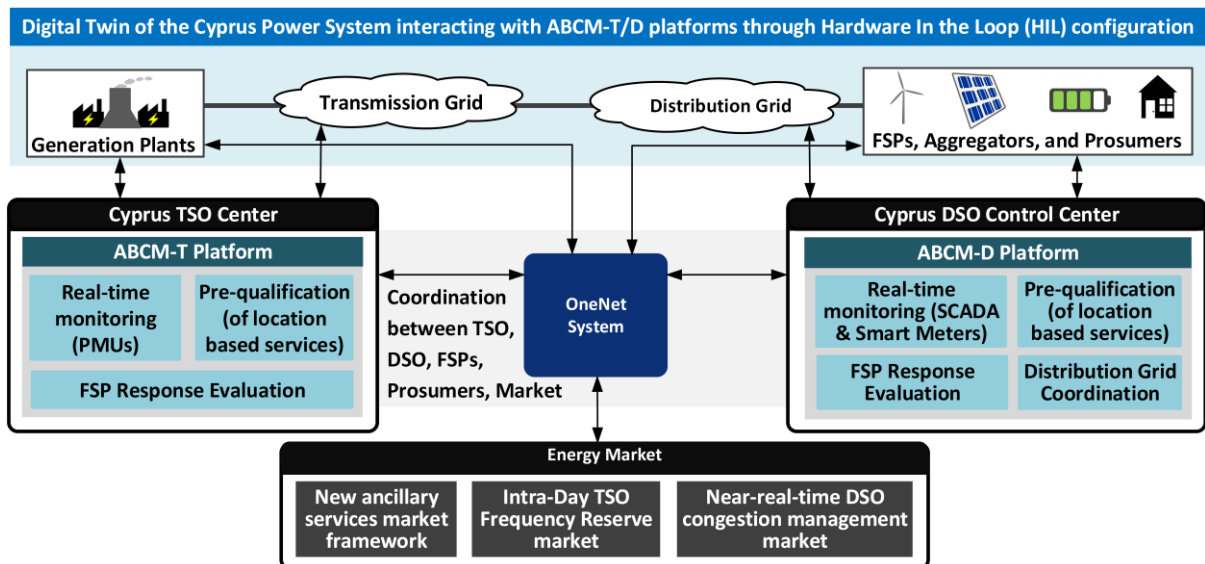 Digital Twin of the Cyprus Power System interacting with ABCM-T/D platforms through Hardware In the Loop (HIL) configuration
Generation Plants
Transmission Grid
Distribution Grid
FSPs, Aggregators, and Prosumers
Cyprus TSO Center
ABCM-T Platform
Real-time
monitoring
(PMUs)
Pre-qualification
(of location
based services)
FSP Response Evaluation
Coordination
between TSO,
DSO, FSPs,
Prosumers, Market
OneNet
System
Cyprus DSO Control Center
ABCM-D Platform
Real-time
monitoring (SCADA
& Smart Meters)
Pre-qualification
(of location
based services)
FSP Response
Evaluation
Distribution Grid
Coordination
Energy Market
New ancillary
services market
framework
Intra-Day TSO
Frequency Reserve
market
Near-real-time DSO
congestion management
market